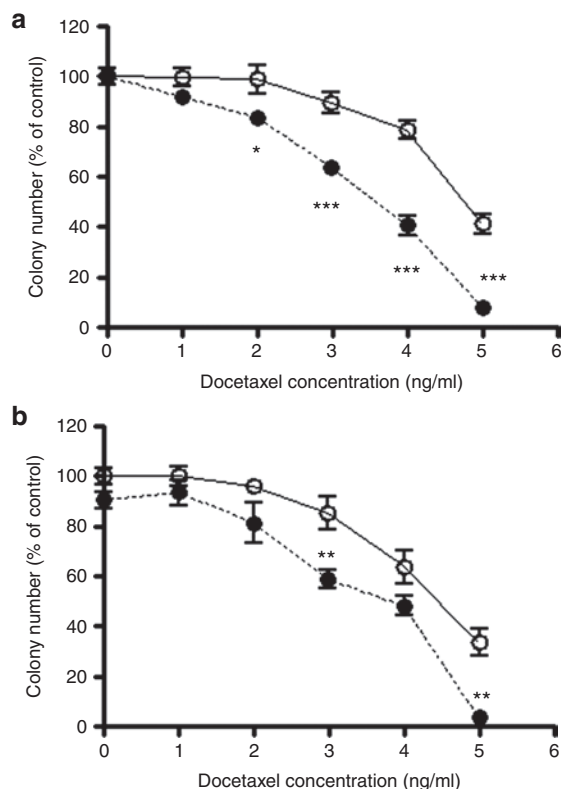 a
Colony number (% of control)
120
100
80
60
40
20
0
*
***
***
***
0 1 2 3 4 5 6
Docetaxel concentration (ng/ml)
b
Colony number (% of control)
120
100
80
60
40
20
0
**
**
0 1 2 3 4 5 6
Docetaxel concentration (ng/ml)